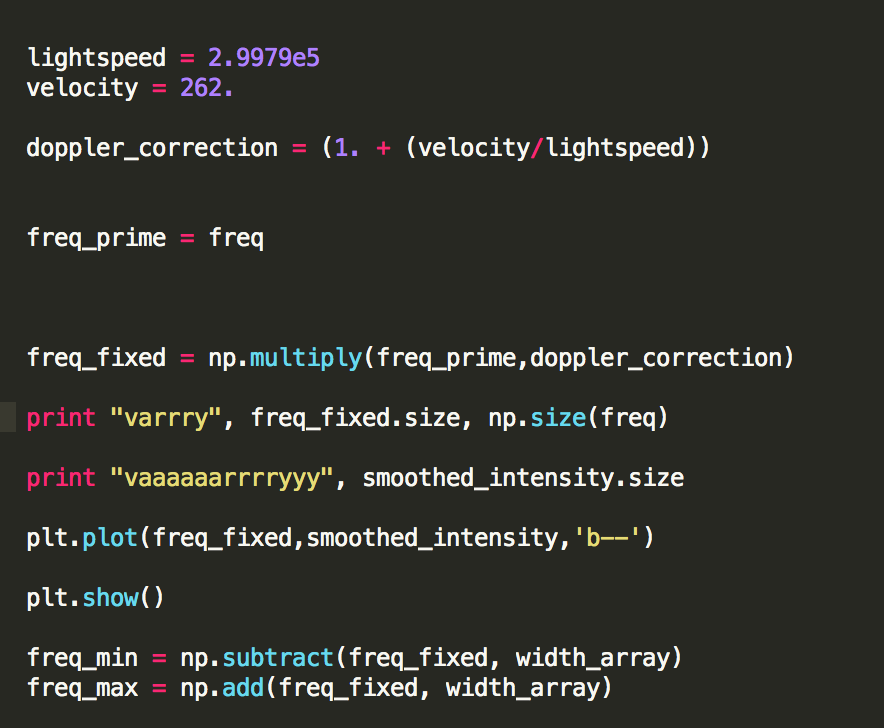 lightspeed = 2.9979e5
velocity = 262.
doppler_correction = (1. + (velocity/lightspeed))
freq_prime = freq
freq_fixed = np.multiply(freq_prime,doppler_correction)
print "varrry", freq_fixed.size, np.size(freq)
print "vaaaaaarrrryyy", smoothed_intensity.size
plt.plot(freq_fixed,smoothed_intensity,'b--')
plt.show()
freq_min = np.subtract(freq_fixed, width_array)
freq_max = np.add(freq_fixed, width_array)